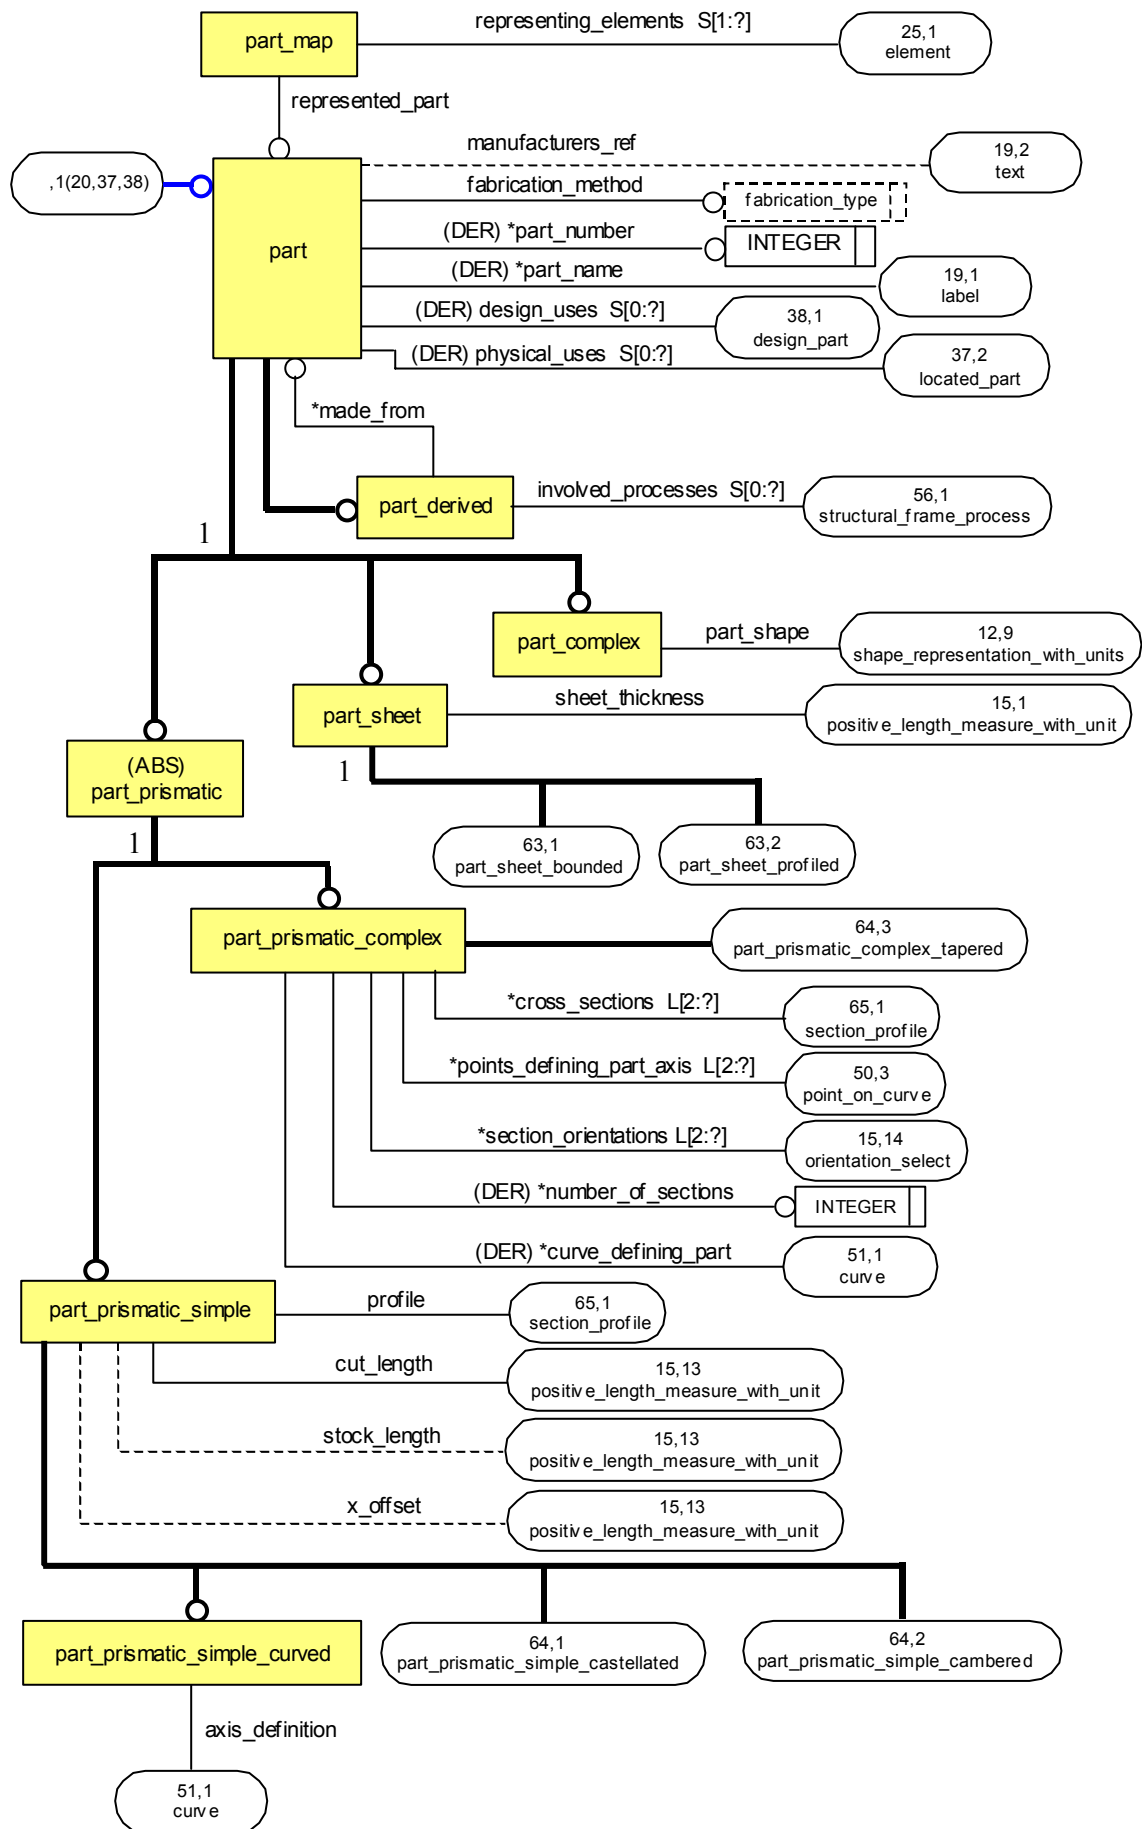 representing_elements S[1:?]
part_map
25,1
element
represented_part
manufacturers_ref
19,2
text
,1(20,37,38)
fabrication_method
fabrication_type
part
(DER) *part_number
INTEGER
(DER) *part_name
19,1
label
(DER) design_uses S[0:?]
38,1
design_part
(DER) physical_uses S[0:?]
37,2
located_part
*made_from
part_derived
involved_processes S[0:?]
56,1
structural_frame_process
1
part_complex
part_shape
12,9
shape_representation_with_units
part_sheet
sheet_thickness
15,1
positive_length_measure_with_unit
(ABS)
part_prismatic
1
1
63,1
part_sheet_bounded
63,2
part_sheet_profiled
part_prismatic_complex
64,3
part_prismatic_complex_tapered
*cross_sections L[2:?]
65,1
section_profile
*points_defining_part_axis L[2:?]
50,3
point_on_curve
*section_orientations L[2:?]
15,14
orientation_select
(DER) *number_of_sections
INTEGER
(DER) *curve_defining_part
51,1
curve
part_prismatic_simple
profile
65,1
section_profile
cut_length
15,13
positive_length_measure_with_unit
stock_length
15,13
positive_length_measure_with_unit
x_offset
15,13
positive_length_measure_with_unit
part_prismatic_simple_curved
64,1
part_prismatic_simple_castellated
64,2
part_prismatic_simple_cambered
axis_definition
51,1
curve